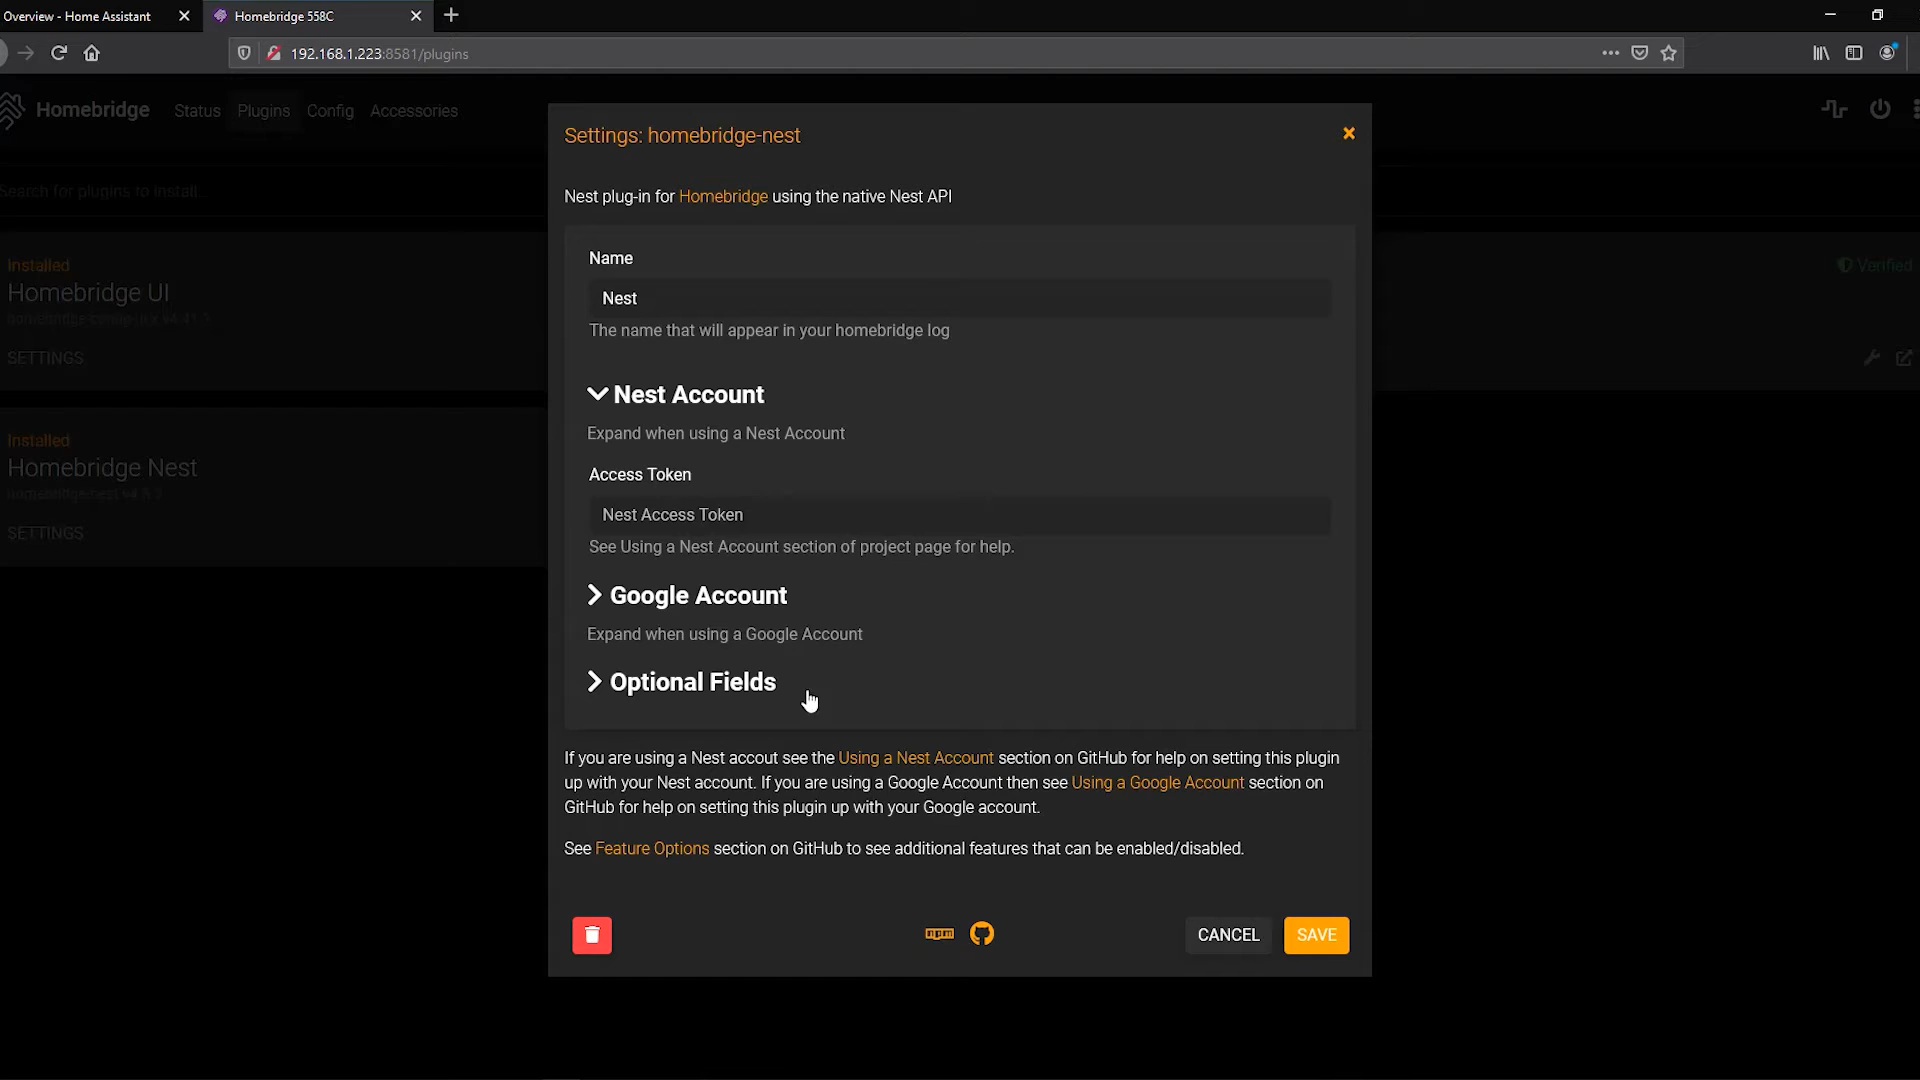 Overview - Home Assistant
Homebridge 558C
192.168.1.223:8581/plugins
Homebridge Status Plugins Config Accessories
Search for plugins to install...
Installed
Homebridge UI
SETTINGS
Verified
Installed
Homebridge Nest
SETTINGS
Settings: homebridge-nest
Nest plug-in for Homebridge using the native Nest API
Name
Nest
The name that will appear in your homebridge log
Nest Account
Expand when using a Nest Account
Access Token
Nest Access Token
See Using a Nest Account section of project page for help.
Google Account
Expand when using a Google Account
Optional Fields
If you are using a Nest accout see the Using a Nest Account section on GitHub for help on setting this plugin
up with your Nest account. If you are using a Google Account then see Using a Google Account section on
GitHub for help on setting this plugin up with your Google account.
See Feature Options section on GitHub to see additional features that can be enabled/disabled.
npm
CANCEL
SAVE